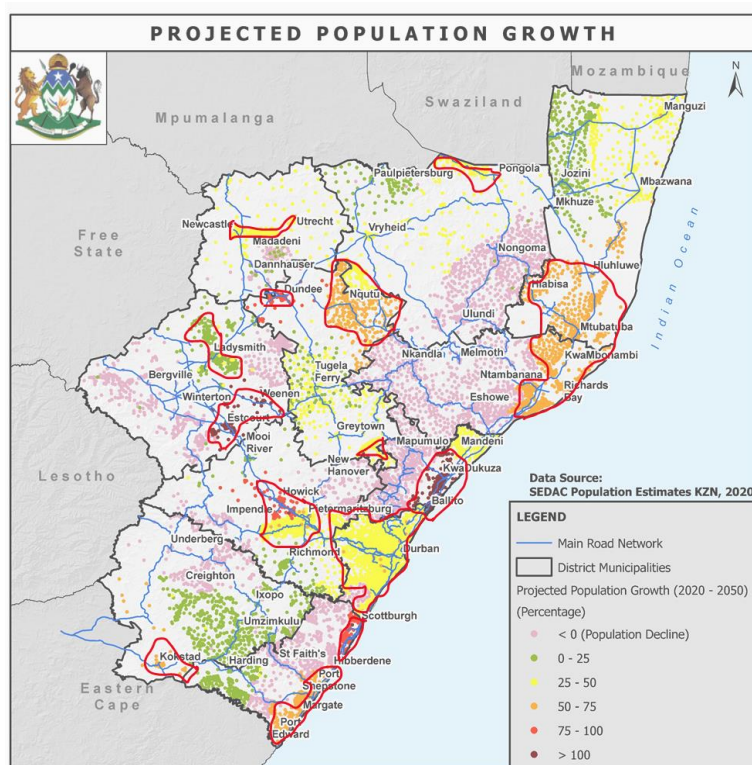 PROJECTED POPULATION GROWTH
Mozambique
N
Swaziland
Mpumalanga
Manguzi
Pongola
Paulpietersburg
Jozini
Mbazwana
Mkhuze
Utrecht
Newcastle
Vryheid
Free
State
Madadeni
Nongoma
Dannhauser
Hluhluwe
Indian Ocean
Dundee
Hlabisa
Nqutu
Ulundi
Mtubatuba
Ladysmith
Nkandla
Melmoth
KwaMbonambi
Bergville
Tugela
Ferry
Ntambanana
Richards
Bay
Winterton
Weenen
Eshowe
Estcourt
Greytown
Mooi
River
Mapumulo
Mandeni
Lesotho
New
Hanover
KwaDukuza
Ballito
Data Source:
SEDAC Population Estimates KZN, 2020
Howick
Impendle
Pietermaritzburg
LEGEND
Main Road Network
District Municipalities
Projected Population Growth (2020 - 2050)
(Percentage)
< 0 (Population Decline)
0 - 25
25 - 50
50 - 75
75 - 100
> 100
Underberg
Richmond
Durban
Creighton
Ixopo
Scottburgh
Umzimkulu
St Faith's
Hibberdene
Kokstad
Harding
Port
Shepstone
Eastern
Cape
Margate
Port
Edward